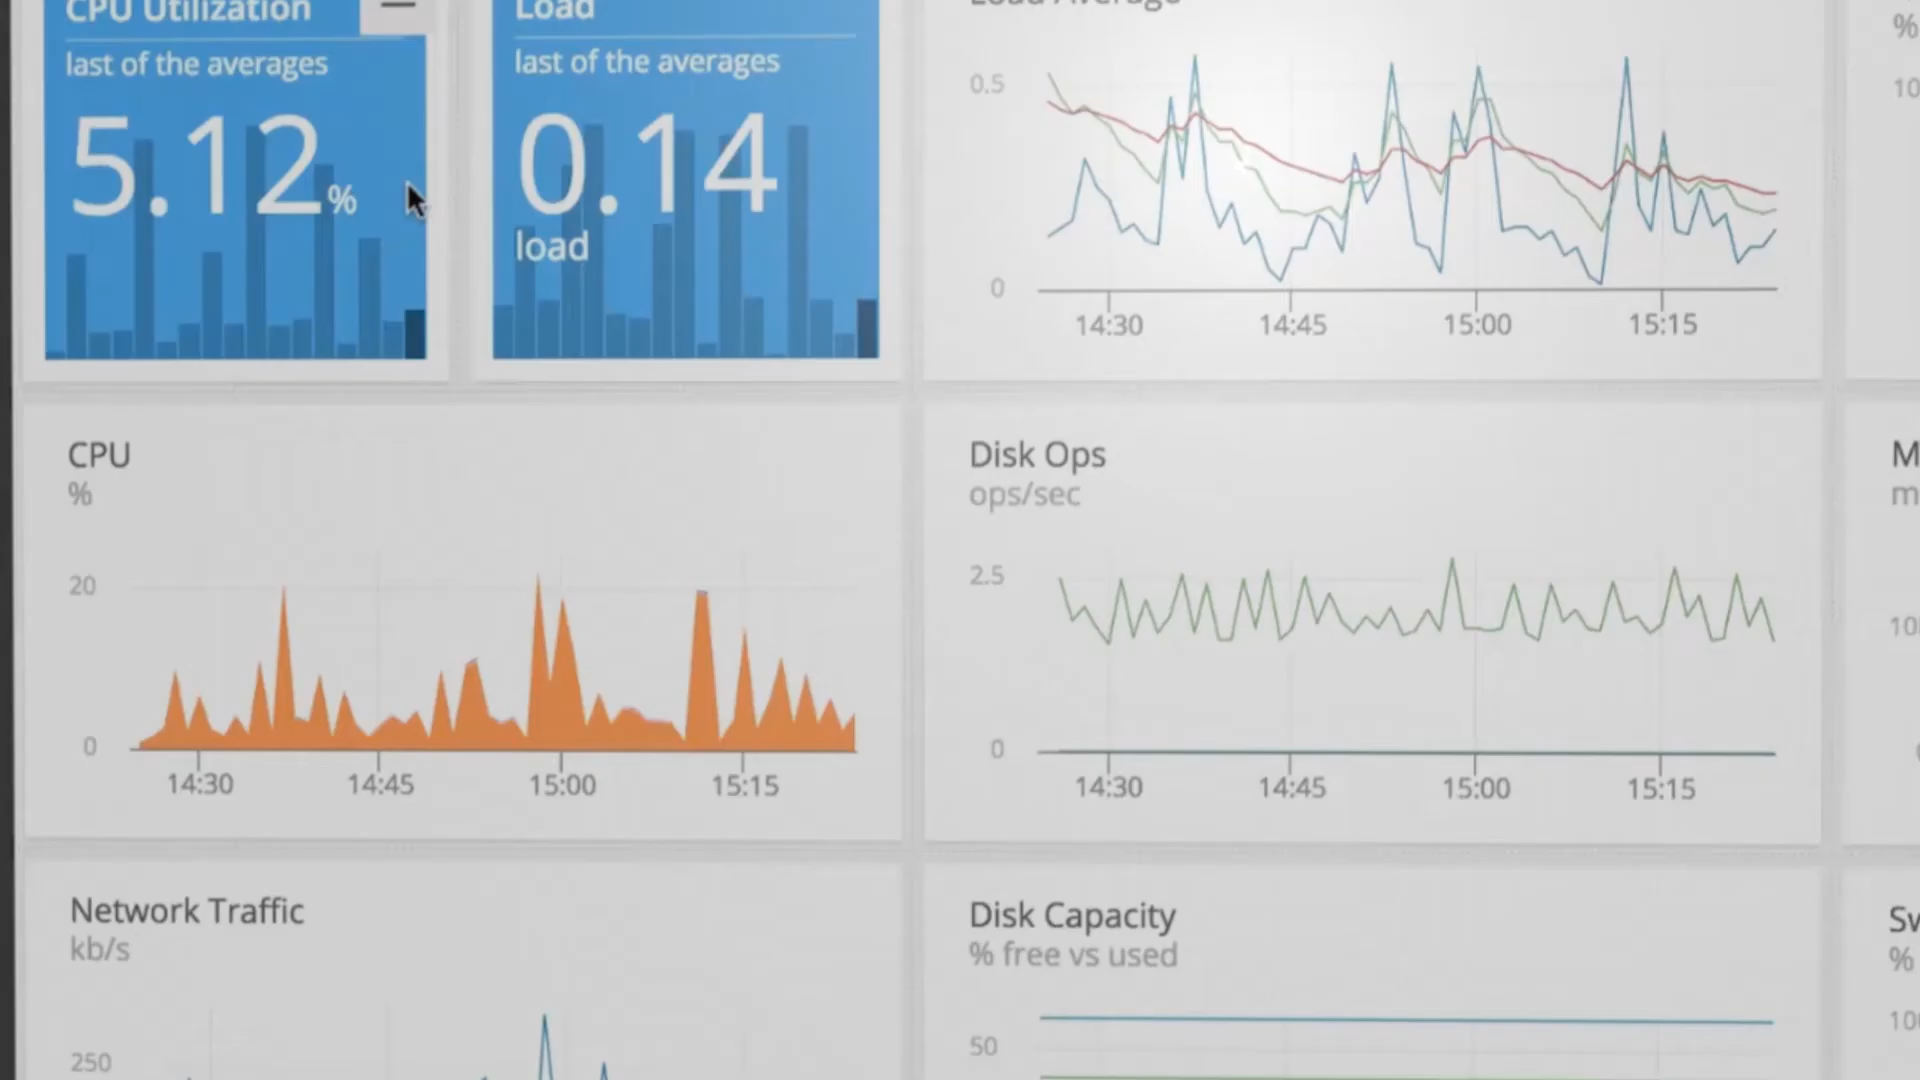 CPU Utilization
last of the averages
5.12%
Load
last of the averages
0.14
load
Load Average
0.5
0
14:30 14:45 15:00 15:15
%
10
CPU
%
20
0
14:30 14:45 15:00 15:15
Disk Ops
ops/sec
2.5
0
14:30 14:45 15:00 15:15
M
m
10
Network Traffic
kb/s
250
Disk Capacity
% free vs used
50
Sw
%
10